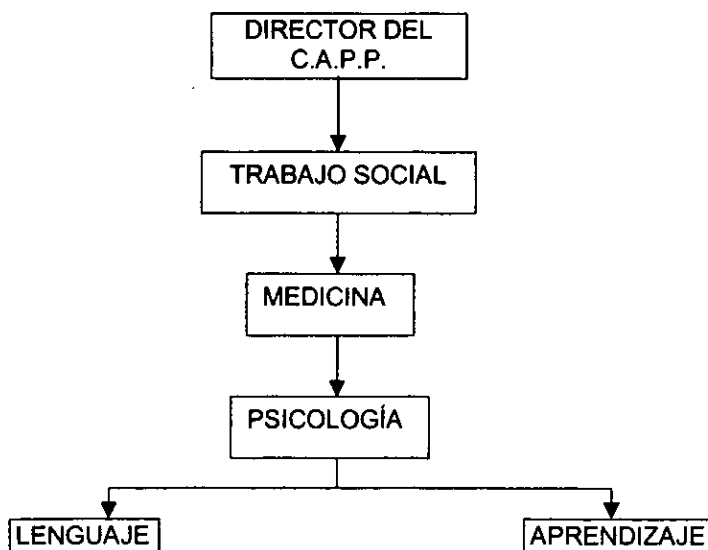 DIRECTOR DEL
C.A.P.P.
TRABAJO SOCIAL
MEDICINA
PSICOLOGÍA
LENGUAJE
APRENDIZAJE